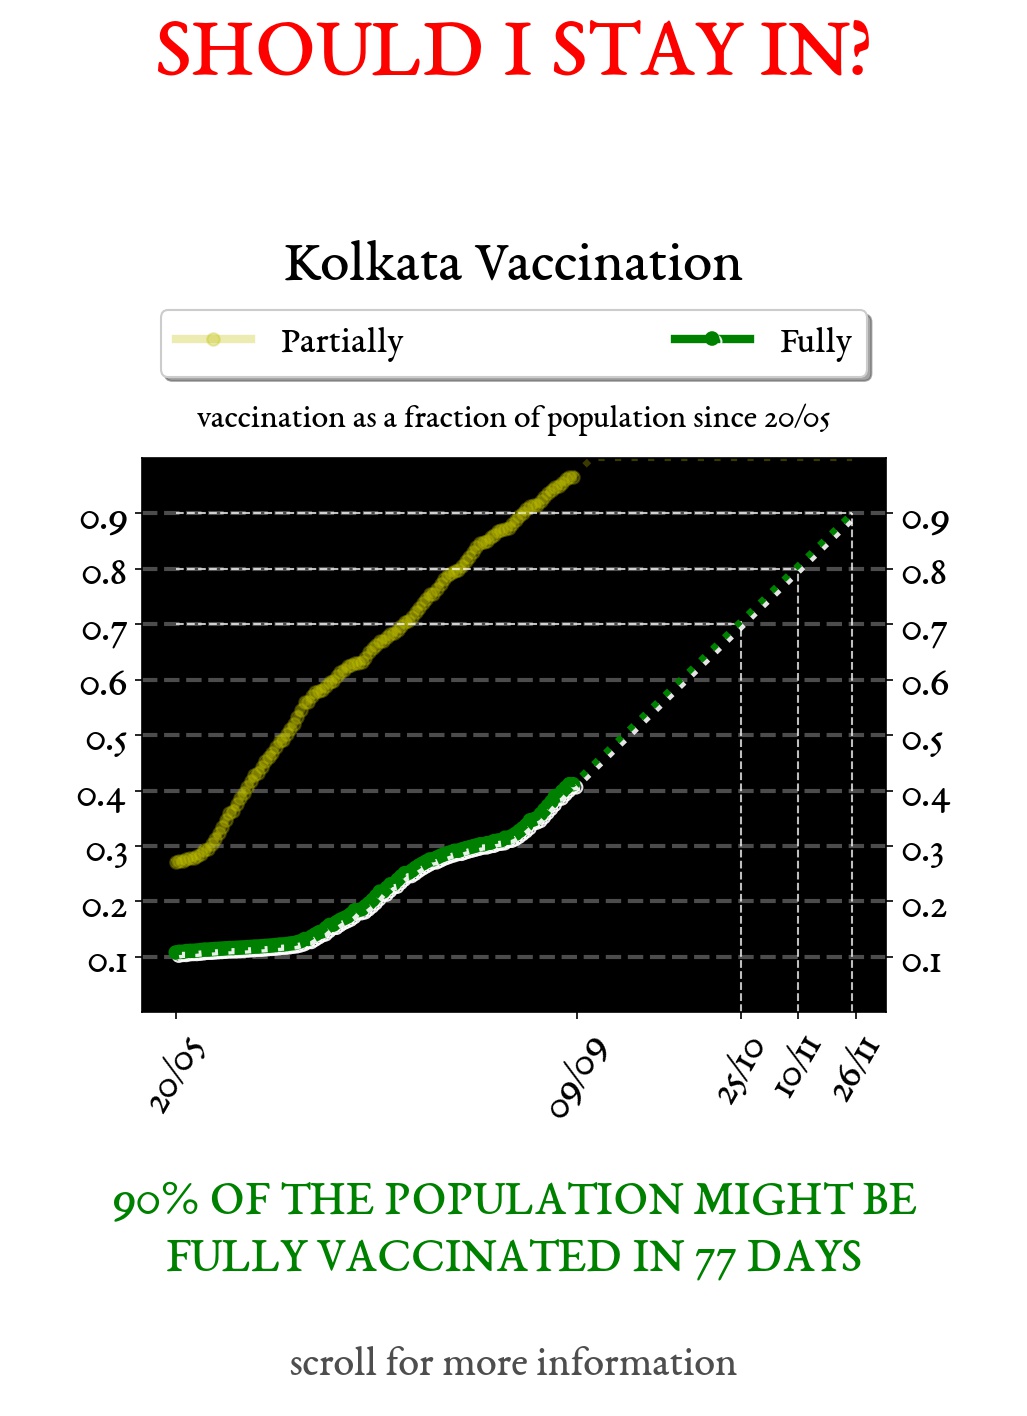 SHOULD I STAY IN?
Kolkata Vaccination
Partially Fully
vaccination as a fraction of population since 20/05
0.9 0.9
0.8 0.8
0.7 0.7
0.6 0.6
0.5 0.5
0.4 0.4
0.3 0.3
0.2 0.2
0.1 0.1
20/05 09/09 25/10 10/11 26/11
90% OF THE POPULATION MIGHT BE
FULLY VACCINATED IN 77 DAYS
scroll for more information